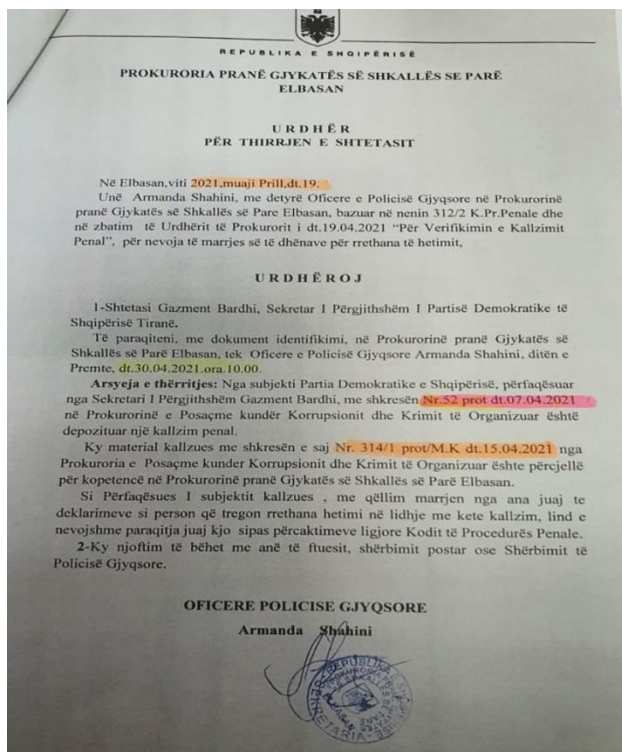 REPUBLIKA E SHQIPËRISË
PROKURORIA PRANË GJYKATËS SË SHKALLËS SE PARË
ELBASAN
URDHËR
PËR THIRRJEN E SHTETASIT
Në Elbasan,viti 2021,muaji Prill,dt.19.
Unë Armanda Shahini, me detyrë Oficere e Policisë Gjyqsore në Prokurorinë
pranë Gjykatës së Shkallës së Pare Elbasan, bazuar në nenin 312/2 K.Pr.Penale dhe
në zbatim të Urdhërit të Prokurorit i dt.19.04.2021 “Për Verifikimin e Kallzimit
Penal”, për nevoja të marrjes së të dhënave për rrethana të hetimit,
URDHËROJ
1-Shtetasi Gazment Bardhi, Sekretar I Përgjithshëm I Partisë Demokratike të
Shqipërisë Tiranë.
Të paraqiteni, me dokument identifikimi, në Prokurorinë pranë Gjykatës së
Shkallës së Parë Elbasan, tek Oficere e Policisë Gjyqsore Armanda Shahini, ditën e
Premte, dt.30.04.2021.ora.10.00.
Arsyeja e thërritjes: Nga subjekti Partia Demokratike e Shqipërisë, përfaqësuar
nga Sekretari I Përgjithshëm Gazment Bardhi, me shkresën Nr.52 prot dt.07.04.2021
në Prokurorinë e Posaçme kundër Korrupsionit dhe Krimit të Organizuar është
depozituar një kallzim penal.
Ky material kallzues me shkresën e saj Nr. 314/1 prot/M.K dt.15.04.2021 nga
Prokuroria e Posaçme kunder Korrupsionit dhe Krimit të Organizuar ështe përcjellë
për kopetencë në Prokurorinë pranë Gjykatës së Shkallës së Parë Elbasan.
Si Përfaqësues I subjektit kallzues , me qëllim marrjen nga ana juaj te
deklarimeve si person që tregon rrethana hetimi në lidhje me kete kallzim, lind e
nevojshme paraqitja juaj kjo sipas përcaktimeve ligjore Kodit të Procedurës Penale.
2-Ky njoftim të bëhet me anë të ftuesit, shërbimit postar ose Shërbimit të
Policisë Gjyqsore.
OFICERE POLICISE GJYQSORE
Armanda Shahini